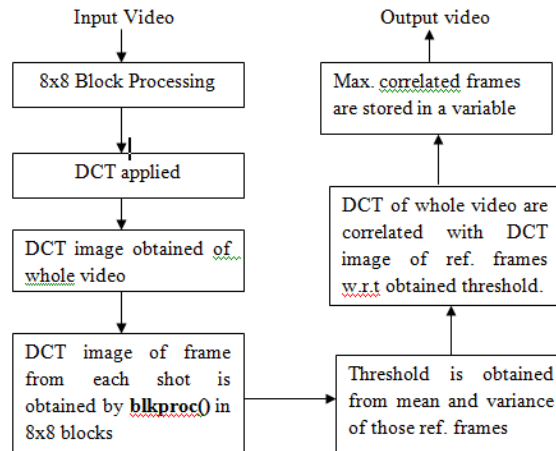 Input Video
8x8 Block Processing
DCT applied
DCT image obtained of
whole video
DCT image of frame
from each shot is
obtained by blkproc() in
8x8 blocks
Threshold is obtained
from mean and variance
of those ref. frames
DCT of whole video are
correlated with DCT
image of ref. frames
w.r.t obtained threshold.
Max. correlated frames
are stored in a variable
Output video